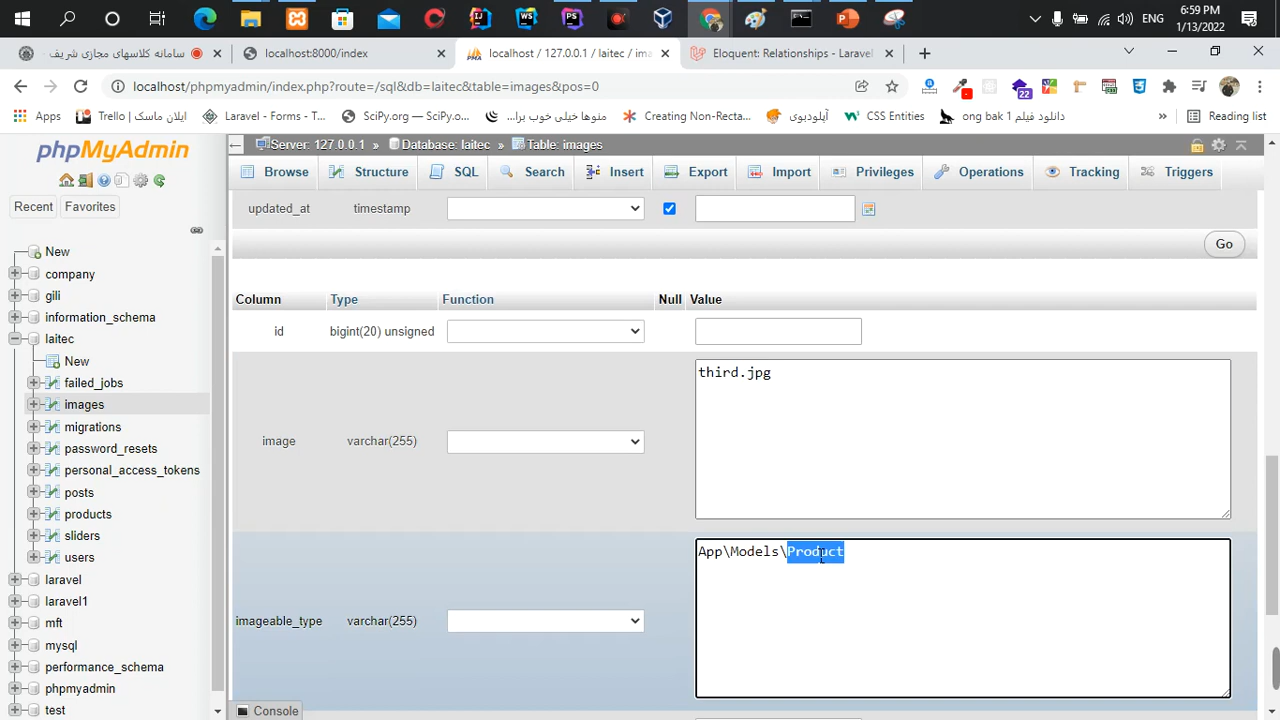 6:59 PM
ENG
1/13/2022
سامانه کلاسهای مجازی شریف
localhost:8000/index
localhost / 127.0.0.1 / laitec / ima
Eloquent: Relationships - Laravel
localhost/phpmyadmin/index.php?route=/sql&db=laitec&table=images&pos=0
22
Apps
ایلان ماسک | Trello
Laravel - Forms - T...
SciPy.org — SciPy.o...
منوها خیلی خوب برا...
Creating Non-Recta...
آپلودبوی
CSS Entities
دانلود فیلم ong bak 1
»
Reading list
phpMyAdmin
Recent
Favorites
New
company
gili
information_schema
laitec
New
failed_jobs
images
migrations
password_resets
personal_access_tokens
posts
products
sliders
users
laravel
laravel1
mft
mysql
performance_schema
phpmyadmin
test
Server: 127.0.0.1 » Database: laitec » Table: images
Browse Structure SQL Search Insert Export Import Privileges Operations Tracking Triggers
updated_at timestamp
Go
Column Type Function Null Value
id bigint(20) unsigned
third.jpg
image varchar(255)
App\Models\Product
imageable_type varchar(255)
Console